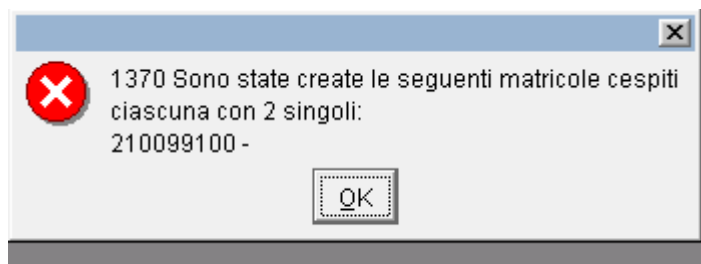 1370 Sono state create le seguenti matricole cespiti
ciascuna con 2 singoli:
210099100 -
OK